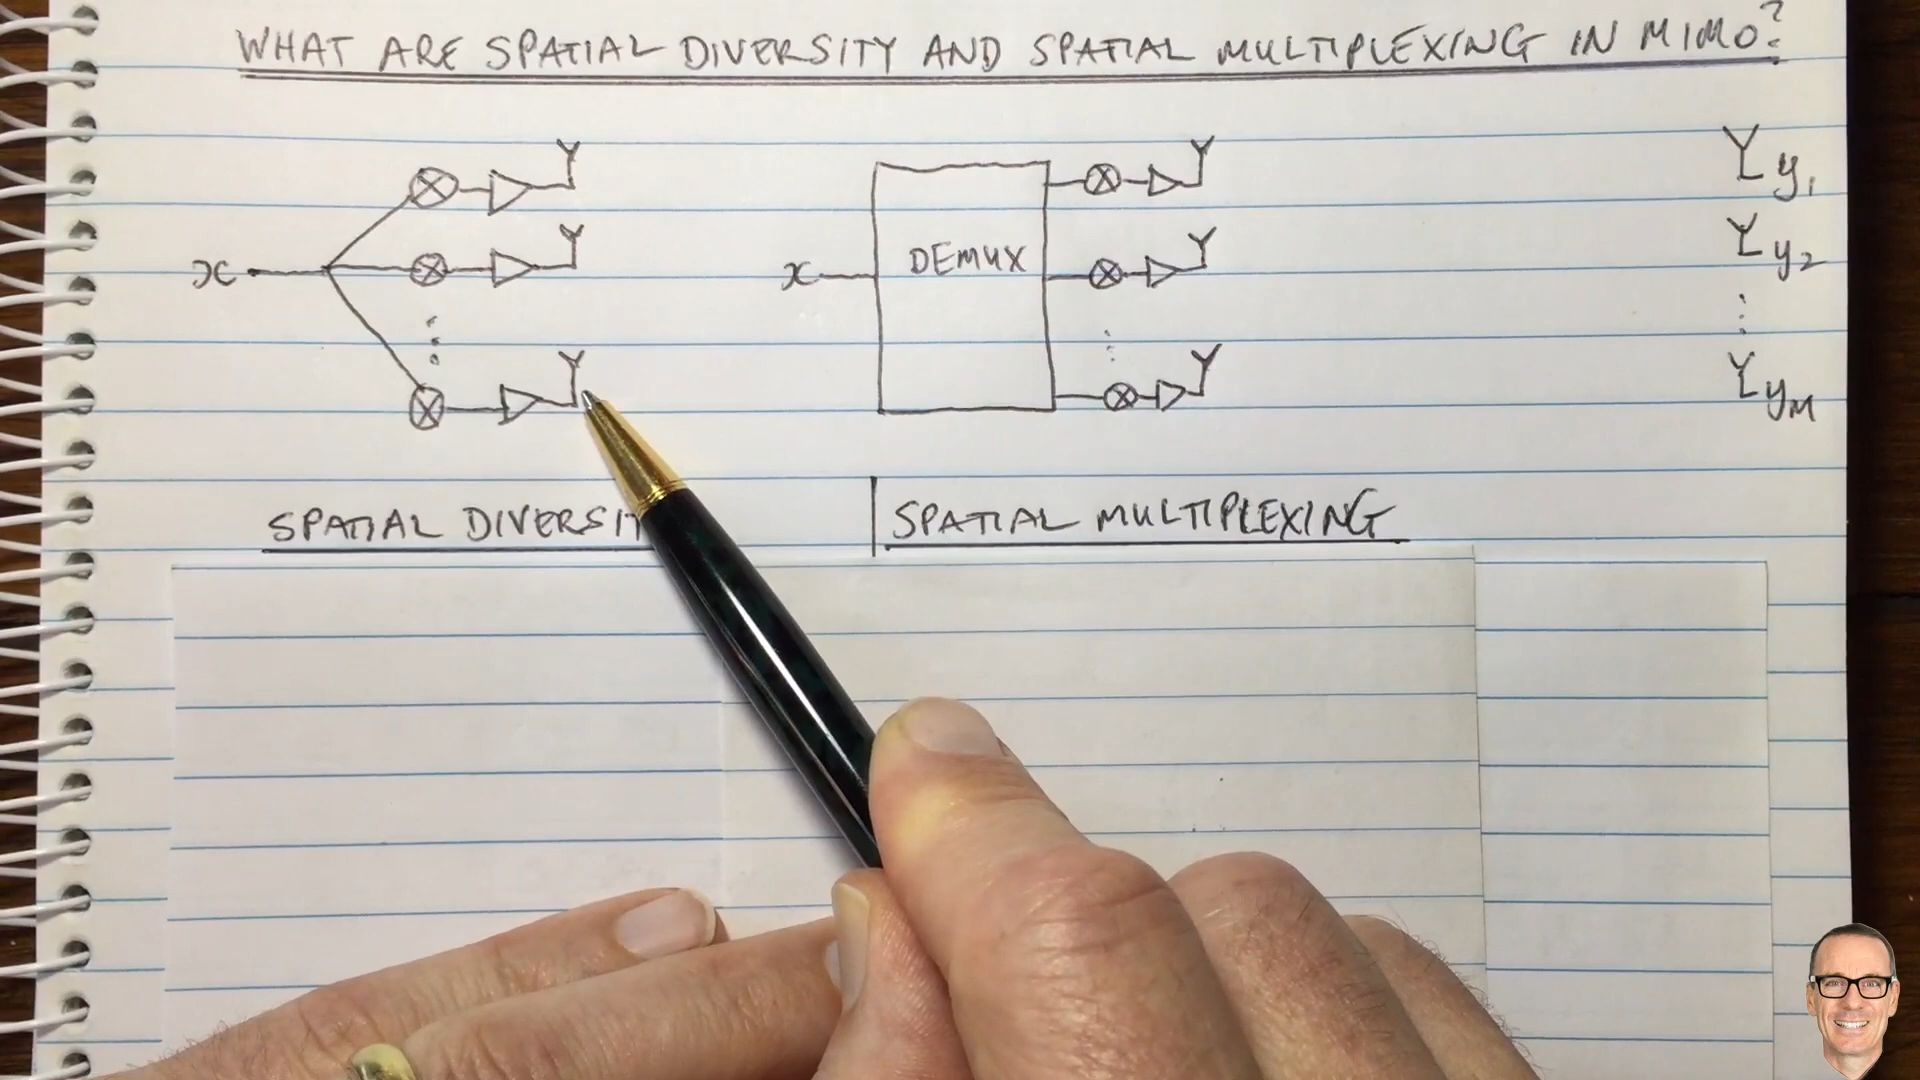 WHAT ARE SPATIAL DIVERSITY AND SPATIAL MULTIPLEXING IN MIMO?
x
x
DEMUX
y1
y2
yM
SPATIAL DIVERSIT
SPATIAL MULTIPLEXING